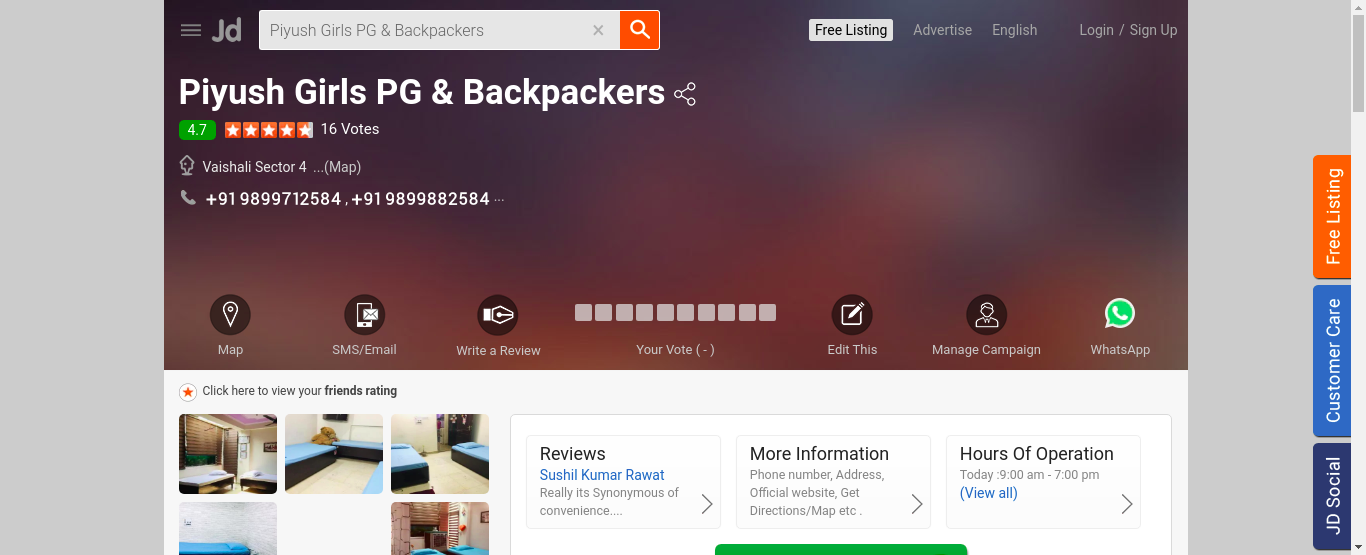 Jd
Piyush Girls PG & Backpackers
Free Listing
Advertise
English
Login / Sign Up
Piyush Girls PG & Backpackers
4.7
16 Votes
Vaishali Sector 4 ...(Map)
+91 9899712584 , +91 9899882584 ...
Map
SMS/Email
Write a Review
Your Vote ( - )
Edit This
Manage Campaign
WhatsApp
Click here to view your friends rating
Reviews
Sushil Kumar Rawat
Really its Synonymous of
convenience....
More Information
Phone number, Address,
Official website, Get
Directions/Map etc .
Hours Of Operation
Today :9:00 am - 7:00 pm
(View all)
Free Listing
Customer Care
JD Social